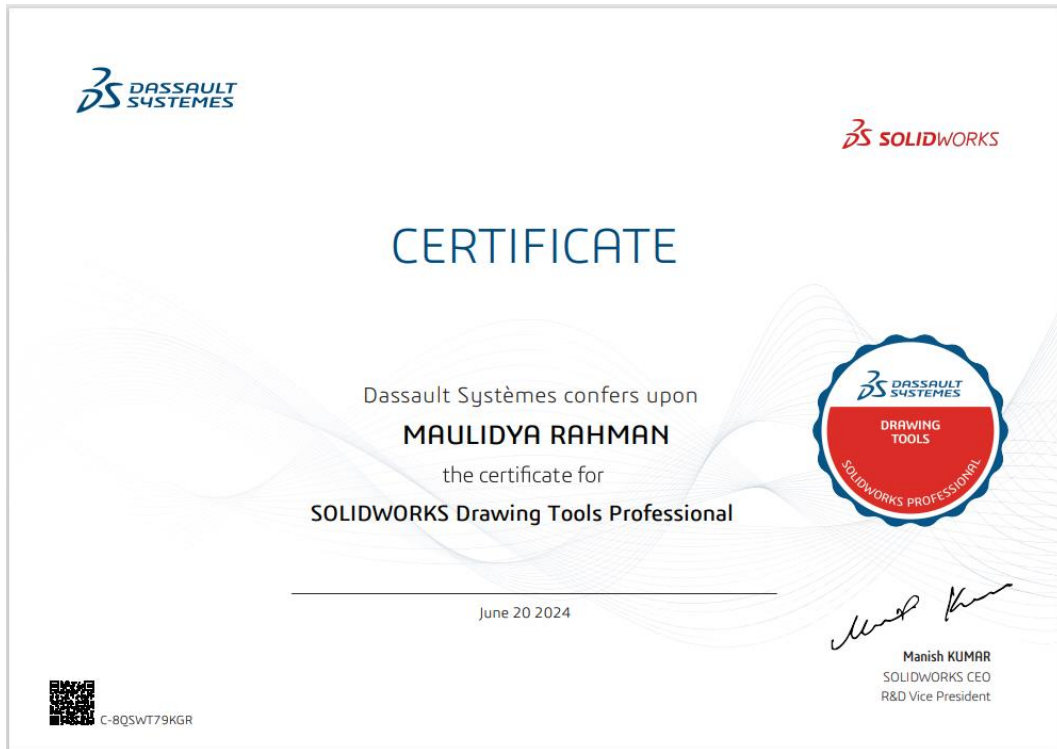 DASSAULT
SYSTEMES
SOLIDWORKS
CERTIFICATE
Dassault Systèmes confers upon
MAULIDYA RAHMAN
the certificate for
SOLIDWORKS Drawing Tools Professional
DASSAULT
SYSTEMES
DRAWING
TOOLS
SOLIDWORKS PROFESSIONAL
June 20 2024
Manish KUMAR
SOLIDWORKS CEO
R&D Vice President
C-8QSWT79KGR